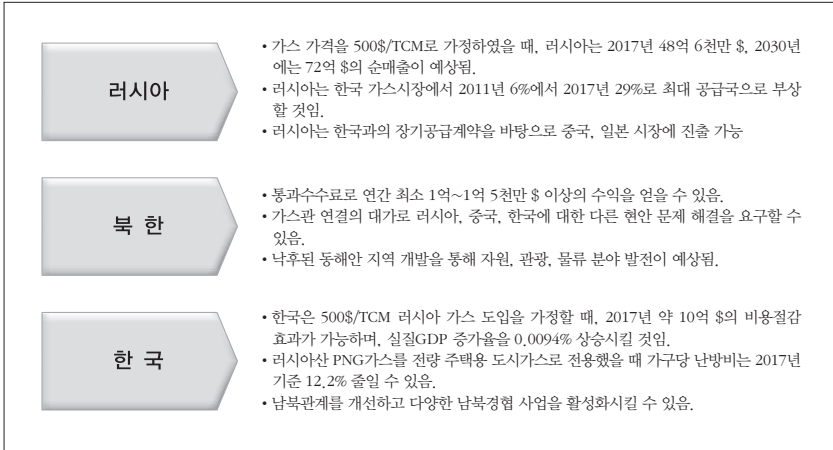 러시아
• 가스 가격을 500$/TCM로 가정하였을 때, 러시아는 2017년 48억 6천만 $, 2030년
에는 72억 $의 순매출이 예상됨.
• 러시아는 한국 가스시장에서 2011년 6%에서 2017년 29%로 최대 공급국으로 부상
할 것임.
• 러시아는 한국과의 장기공급계약을 바탕으로 중국, 일본 시장에 진출 가능
북 한
• 통과수수료로 연간 최소 1억~1억 5천만 $ 이상의 수익을 얻을 수 있음.
• 가스관 연결의 대가로 러시아, 중국, 한국에 대한 다른 현안 문제 해결을 요구할 수
있음.
• 낙후된 동해안 지역 개발을 통해 자원, 관광, 물류 분야 발전이 예상됨.
한 국
• 한국은 500$/TCM 러시아 가스 도입을 가정할 때, 2017년 약 10억 $의 비용절감
효과가 가능하며, 실질GDP 증가율을 0.0094% 상승시킬 것임.
• 러시아산 PNG가스를 전량 주택용 도시가스로 전용했을 때 가구당 난방비는 2017년
기준 12.2% 줄일 수 있음.
• 남북관계를 개선하고 다양한 남북경협 사업을 활성화시킬 수 있음.